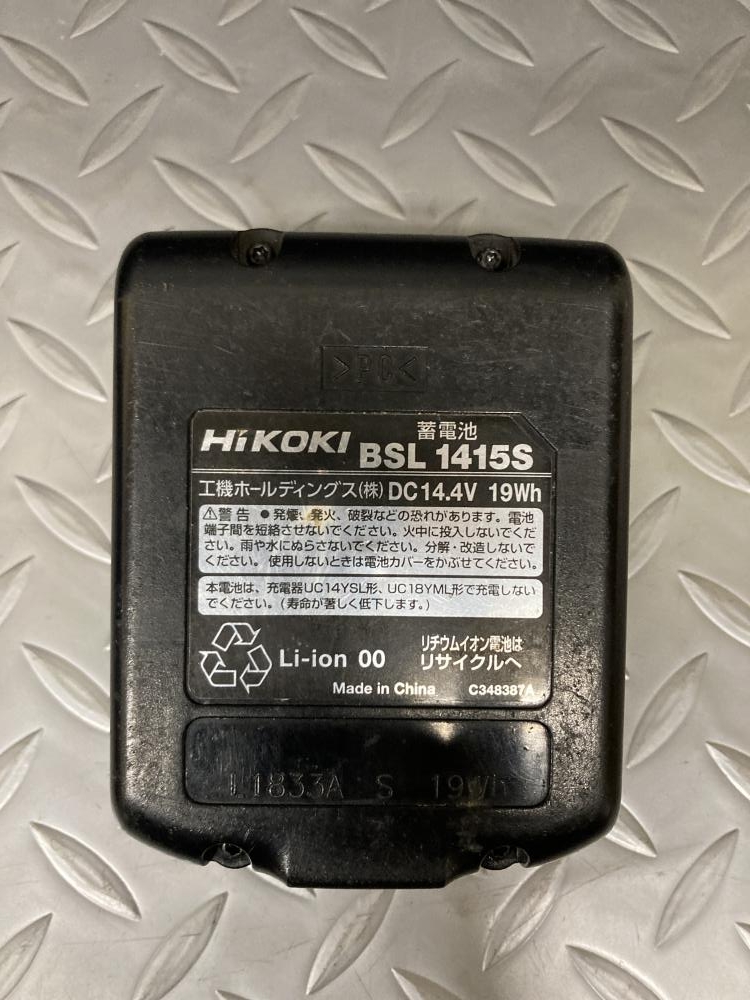 >PC<
HiKOKI 蓄電池
BSL 1415S
工機ホールディングス(株) DC14.4V 19Wh
⚠警告 ●発煙、発火、破裂などの恐れがあります。電池
端子間を短絡させないでください。火中に投入しないでくだ
さい。雨や水にぬらさないでください。分解・改造しないで
ください。使用しないときは電池カバーをかぶせてください。
本電池は、充電器UC14YSL形、UC18YML形で充電しない
でください。(寿命が著しく低下します。)
Li-ion 00
リチウムイオン電池は
リサイクルへ
Made in China C348387A
L1833A S 19Wh